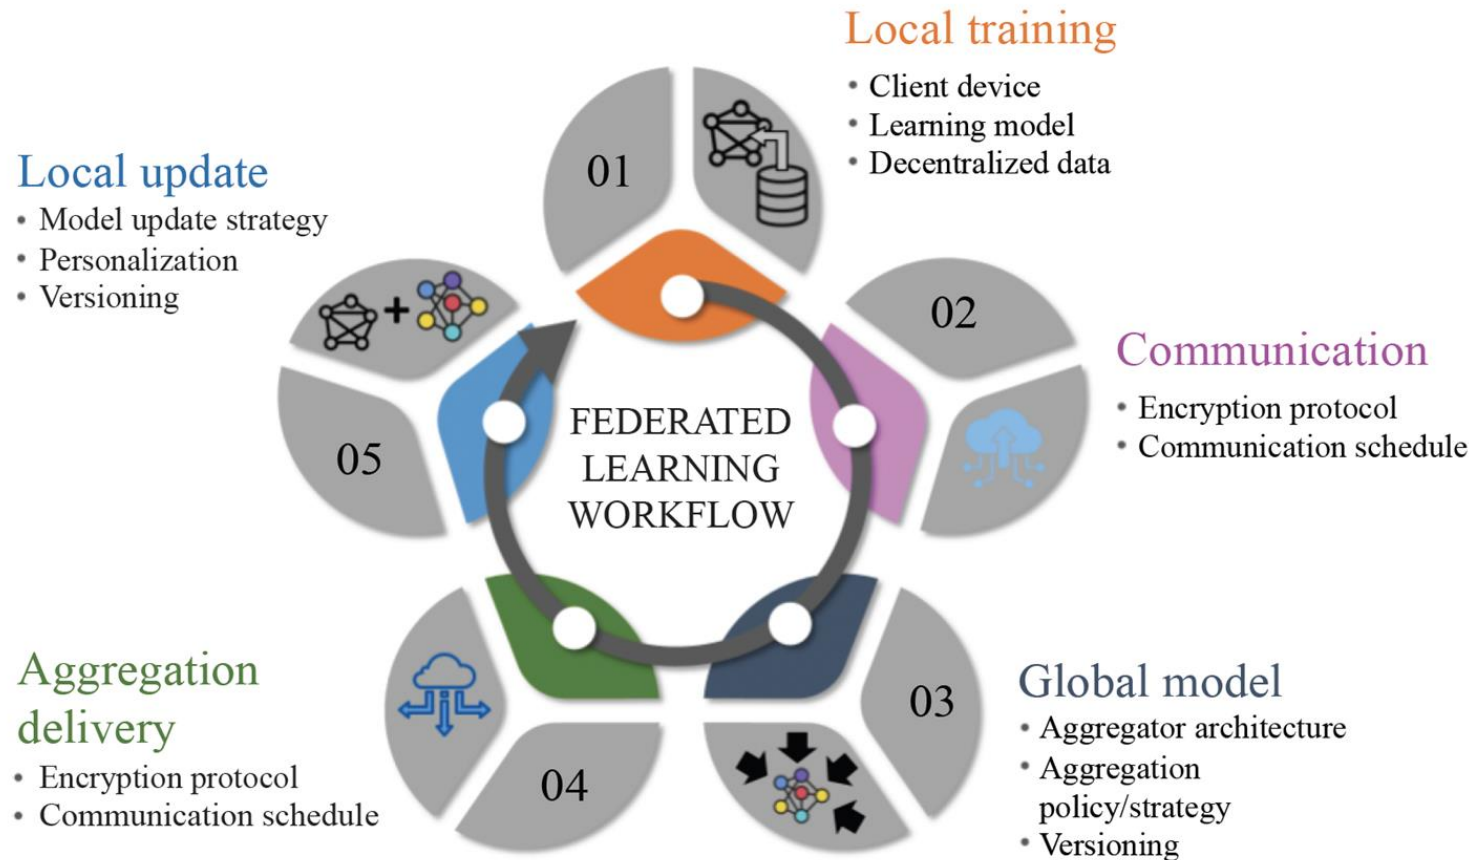 Local training
• Client device
• Learning model
• Decentralized data
01
02
Communication
• Encryption protocol
• Communication schedule
03
Global model
• Aggregator architecture
• Aggregation
policy/strategy
• Versioning
04
Aggregation
delivery
• Encryption protocol
• Communication schedule
05
Local update
• Model update strategy
• Personalization
• Versioning
FEDERATED
LEARNING
WORKFLOW